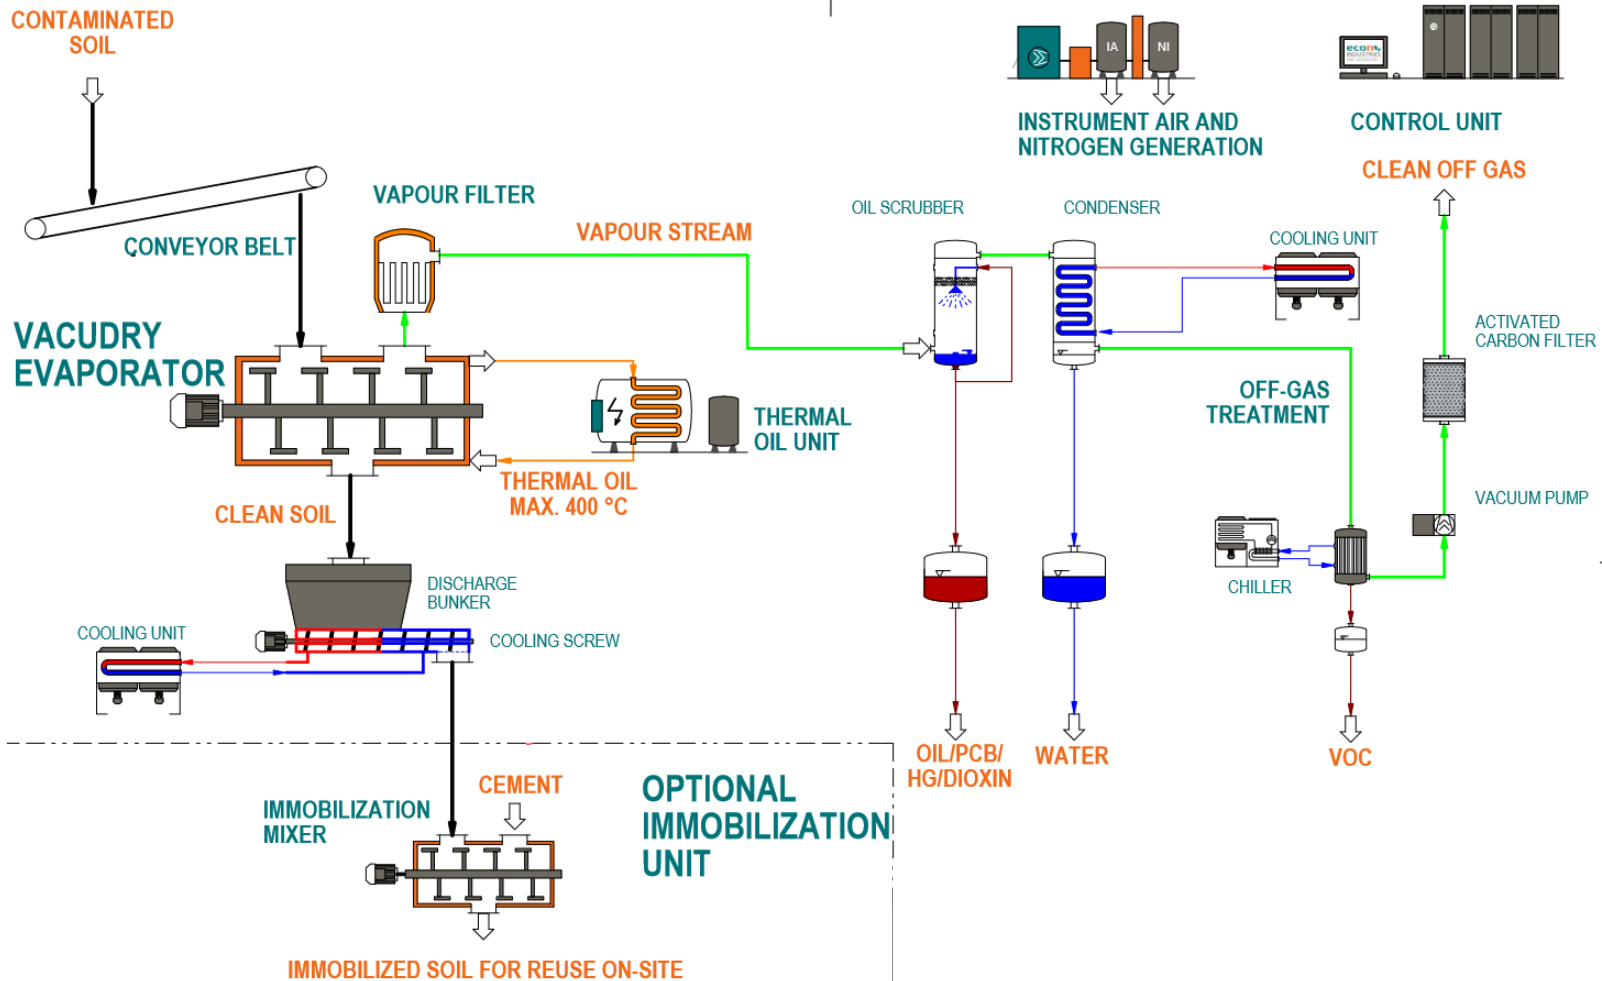 CONTAMINATED
SOIL
IA
NI
econ
INDUSTRIES
INSTRUMENT AIR AND
NITROGEN GENERATION
CONTROL UNIT
CLEAN OFF GAS
VAPOUR FILTER
OIL SCRUBBER
CONDENSER
VAPOUR STREAM
COOLING UNIT
CONVEYOR BELT
VACUDRY
EVAPORATOR
ACTIVATED
CARBON FILTER
OFF-GAS
TREATMENT
THERMAL
OIL UNIT
THERMAL OIL
MAX. 400 °C
CLEAN SOIL
VACUUM PUMP
DISCHARGE
BUNKER
CHILLER
COOLING UNIT
COOLING SCREW
OIL/PCB/
HG/DIOXIN
WATER
VOC
CEMENT
IMMOBILIZATION
MIXER
OPTIONAL
IMMOBILIZATION
UNIT
IMMOBILIZED SOIL FOR REUSE ON-SITE